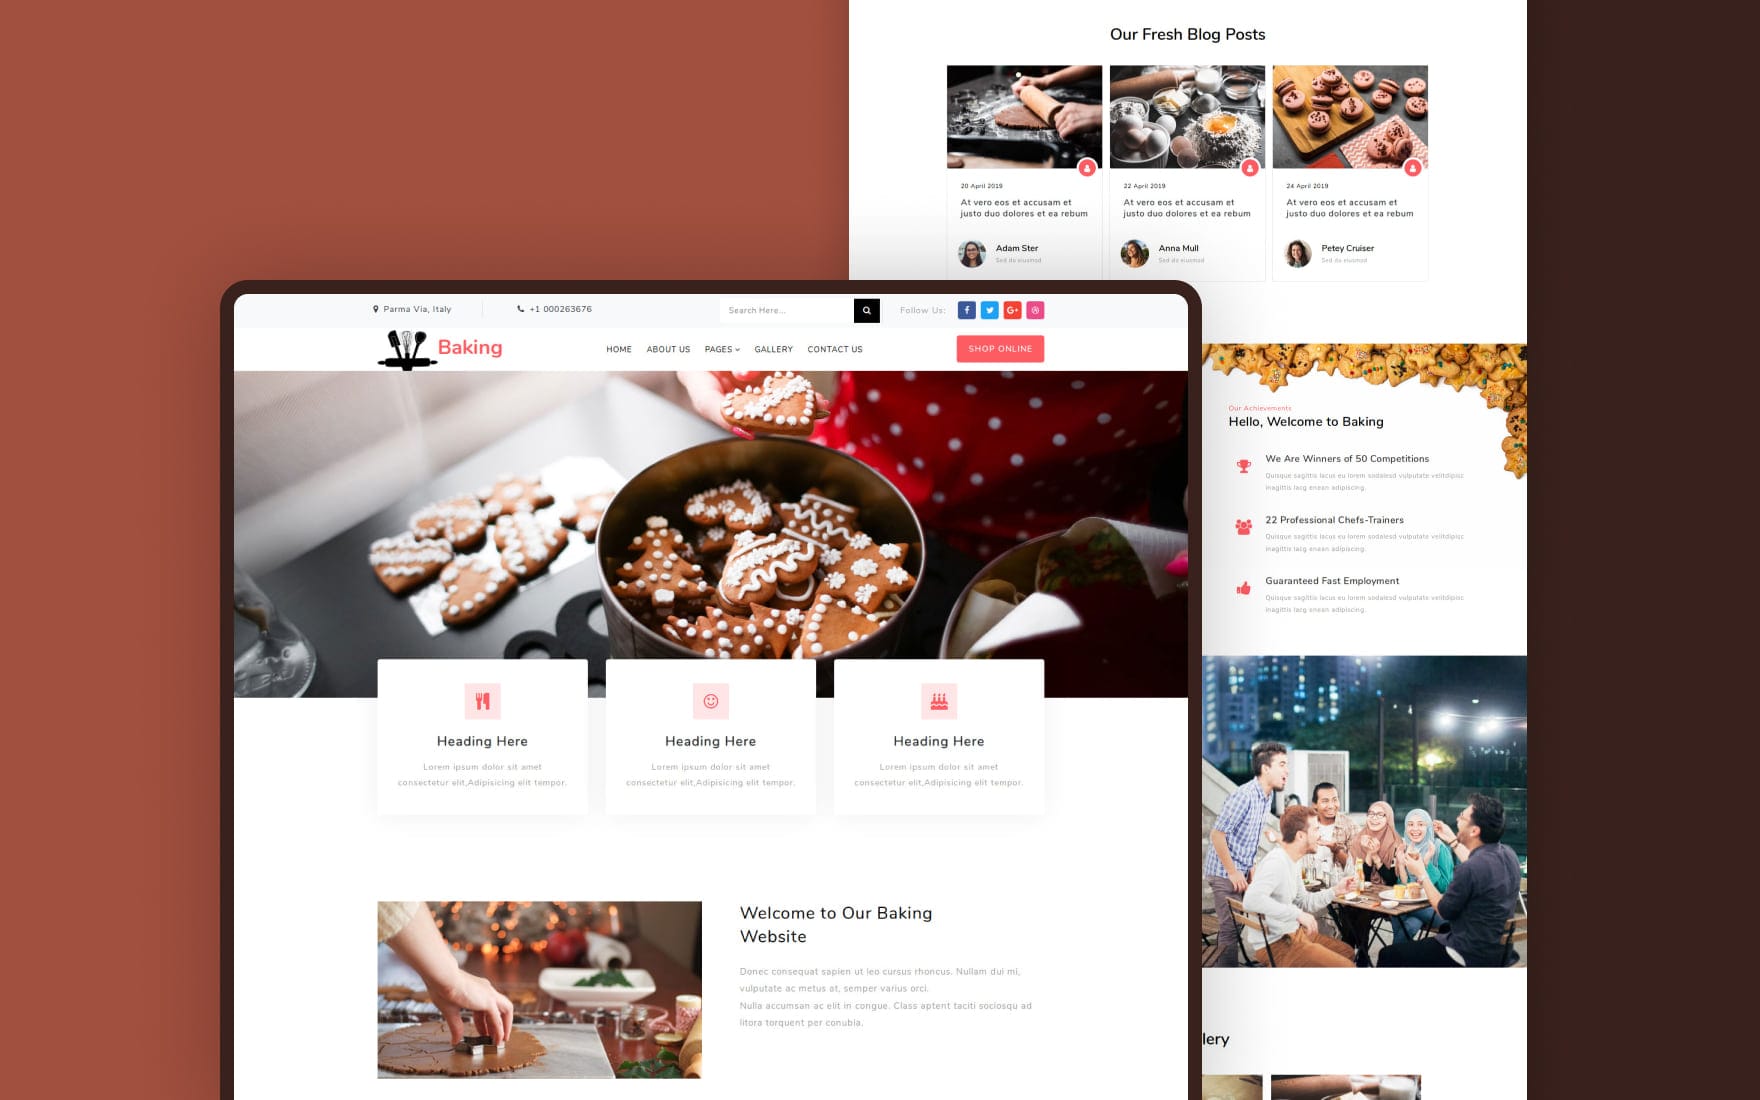 Our Fresh Blog Posts
20 April 2019
At vero eos et accusam et
justo duo dolores et ea rebum
Adam Ster
Sed do eiusmod
22 April 2019
At vero eos et accusam et
justo duo dolores et ea rebum
Anna Mull
Sed do eiusmod
24 April 2019
At vero eos et accusam et
justo duo dolores et ea rebum
Petey Cruiser
Sed do eiusmod
Parma Via, Italy
+1 000263676
Search Here...
Follow Us:
Baking
HOME
ABOUT US
PAGES
GALLERY
CONTACT US
SHOP ONLINE
Heading Here
Lorem ipsum dolor sit amet
consectetur elit,Adipisicing elit tempor.
Heading Here
Lorem ipsum dolor sit amet
consectetur elit,Adipisicing elit tempor.
Heading Here
Lorem ipsum dolor sit amet
consectetur elit,Adipisicing elit tempor.
Welcome to Our Baking
Website
Donec consequat sapien ut leo cursus rhoncus. Nullam dui mi,
vulputate ac metus at, semper varius orci.
Nulla accumsan ac elit in congue. Class aptent taciti sociosqu ad
litora torquent per conubia.
Our Achievements
Hello, Welcome to Baking
We Are Winners of 50 Competitions
Quisque sagittis lacus eu lorem sodalesd vulputate velitdipisc
inagittis lacg enean adipiscing.
22 Professional Chefs-Trainers
Quisque sagittis lacus eu lorem sodalesd vulputate velitdipisc
inagittis lacg enean adipiscing.
Guaranteed Fast Employment
Quisque sagittis lacus eu lorem sodalesd vulputate velitdipisc
inagittis lacg enean adipiscing.
lery